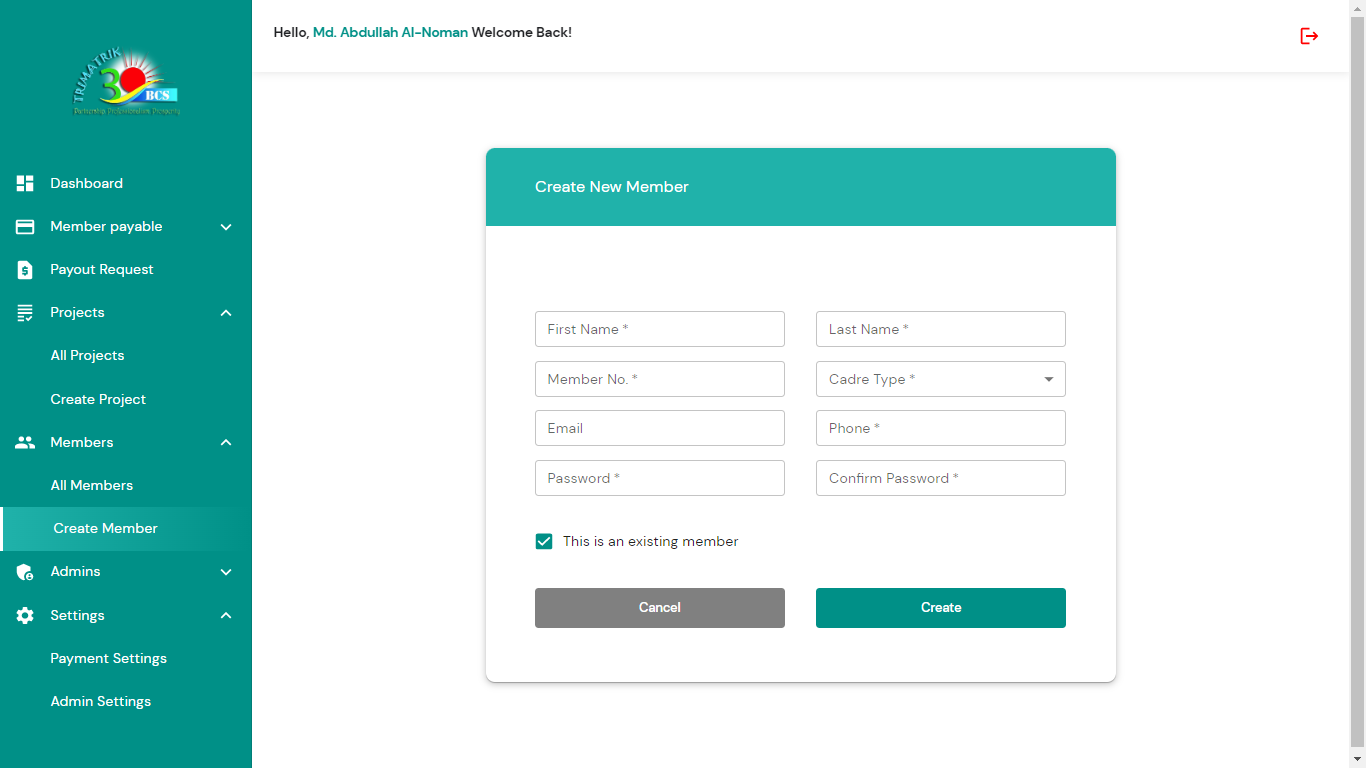 Hello, Md. Abdullah Al-Noman Welcome Back!
TRIMATRIK
30
BCS
Dashboard
Member payable
Payout Request
Projects
All Projects
Create Project
Members
All Members
Create Member
Admins
Settings
Payment Settings
Admin Settings
Create New Member
First Name *
Last Name *
Member No. *
Cadre Type *
Email
Phone *
Password *
Confirm Password *
This is an existing member
Cancel
Create